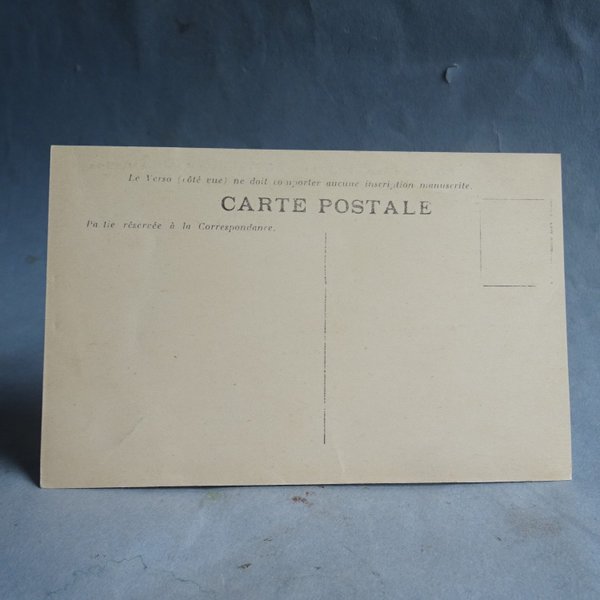 Le Verso (côté vue) ne doit comporter aucune inscription manuscrite.
CARTE POSTALE
Partie réservée à la Correspondance.